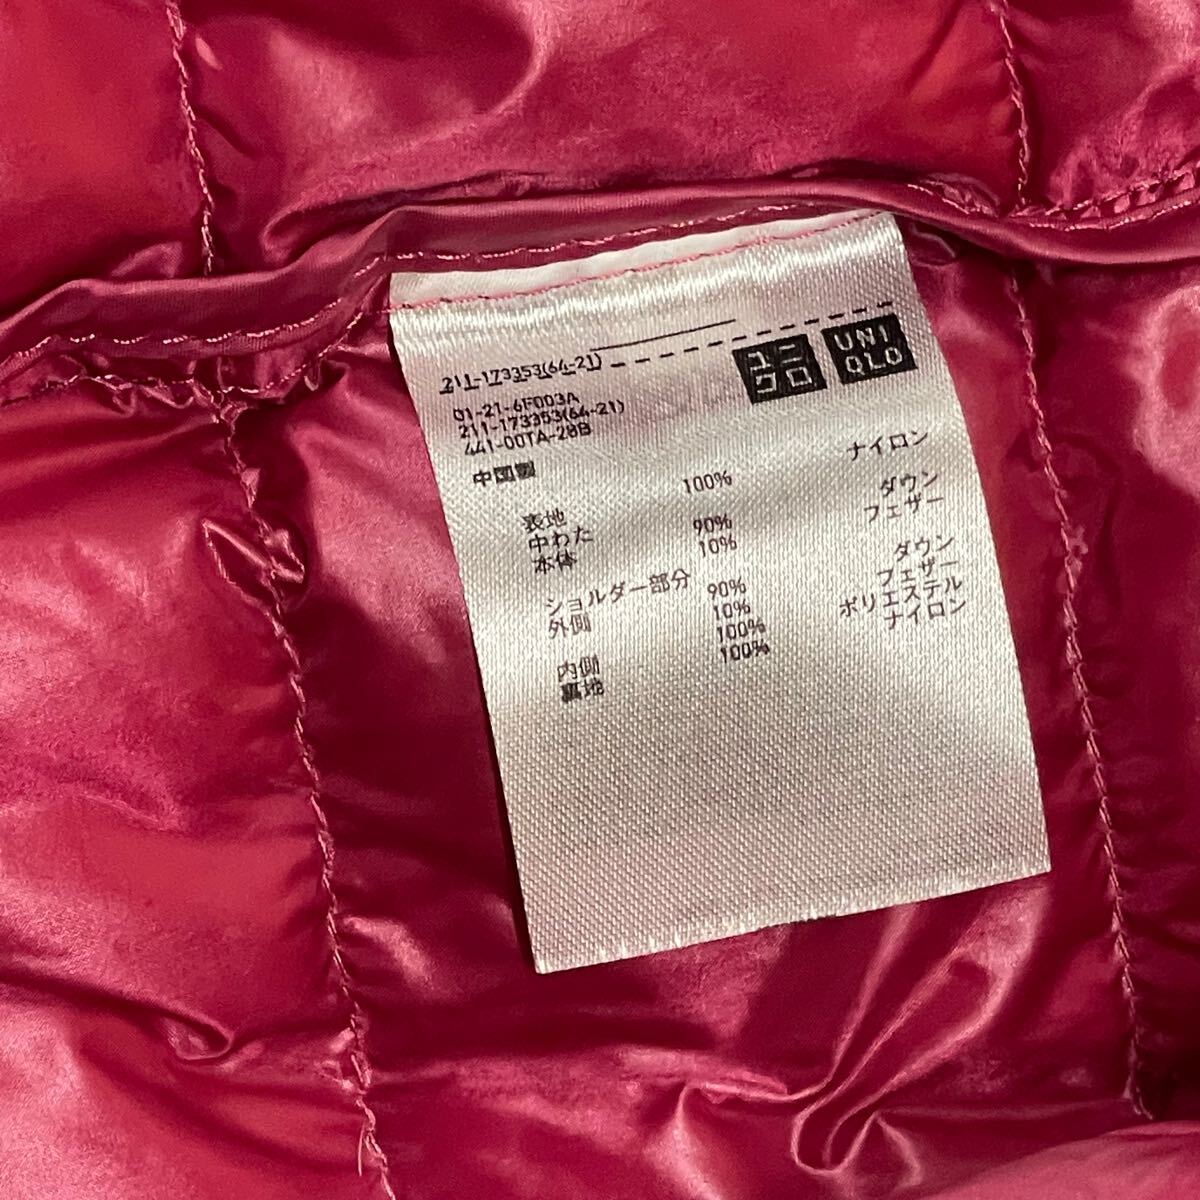 211-173353(64-21)
ユニ
クロ
UNI
QLO
01-21-6F003A
211-173353(64-21)
441-00TA-28B
中国製
表地 100% ナイロン
中わた
本体 90% ダウン
10% フェザー
ショルダー部分
外側 90% ダウン
10% フェザー
内側 100% ポリエステル
裏地 100% ナイロン